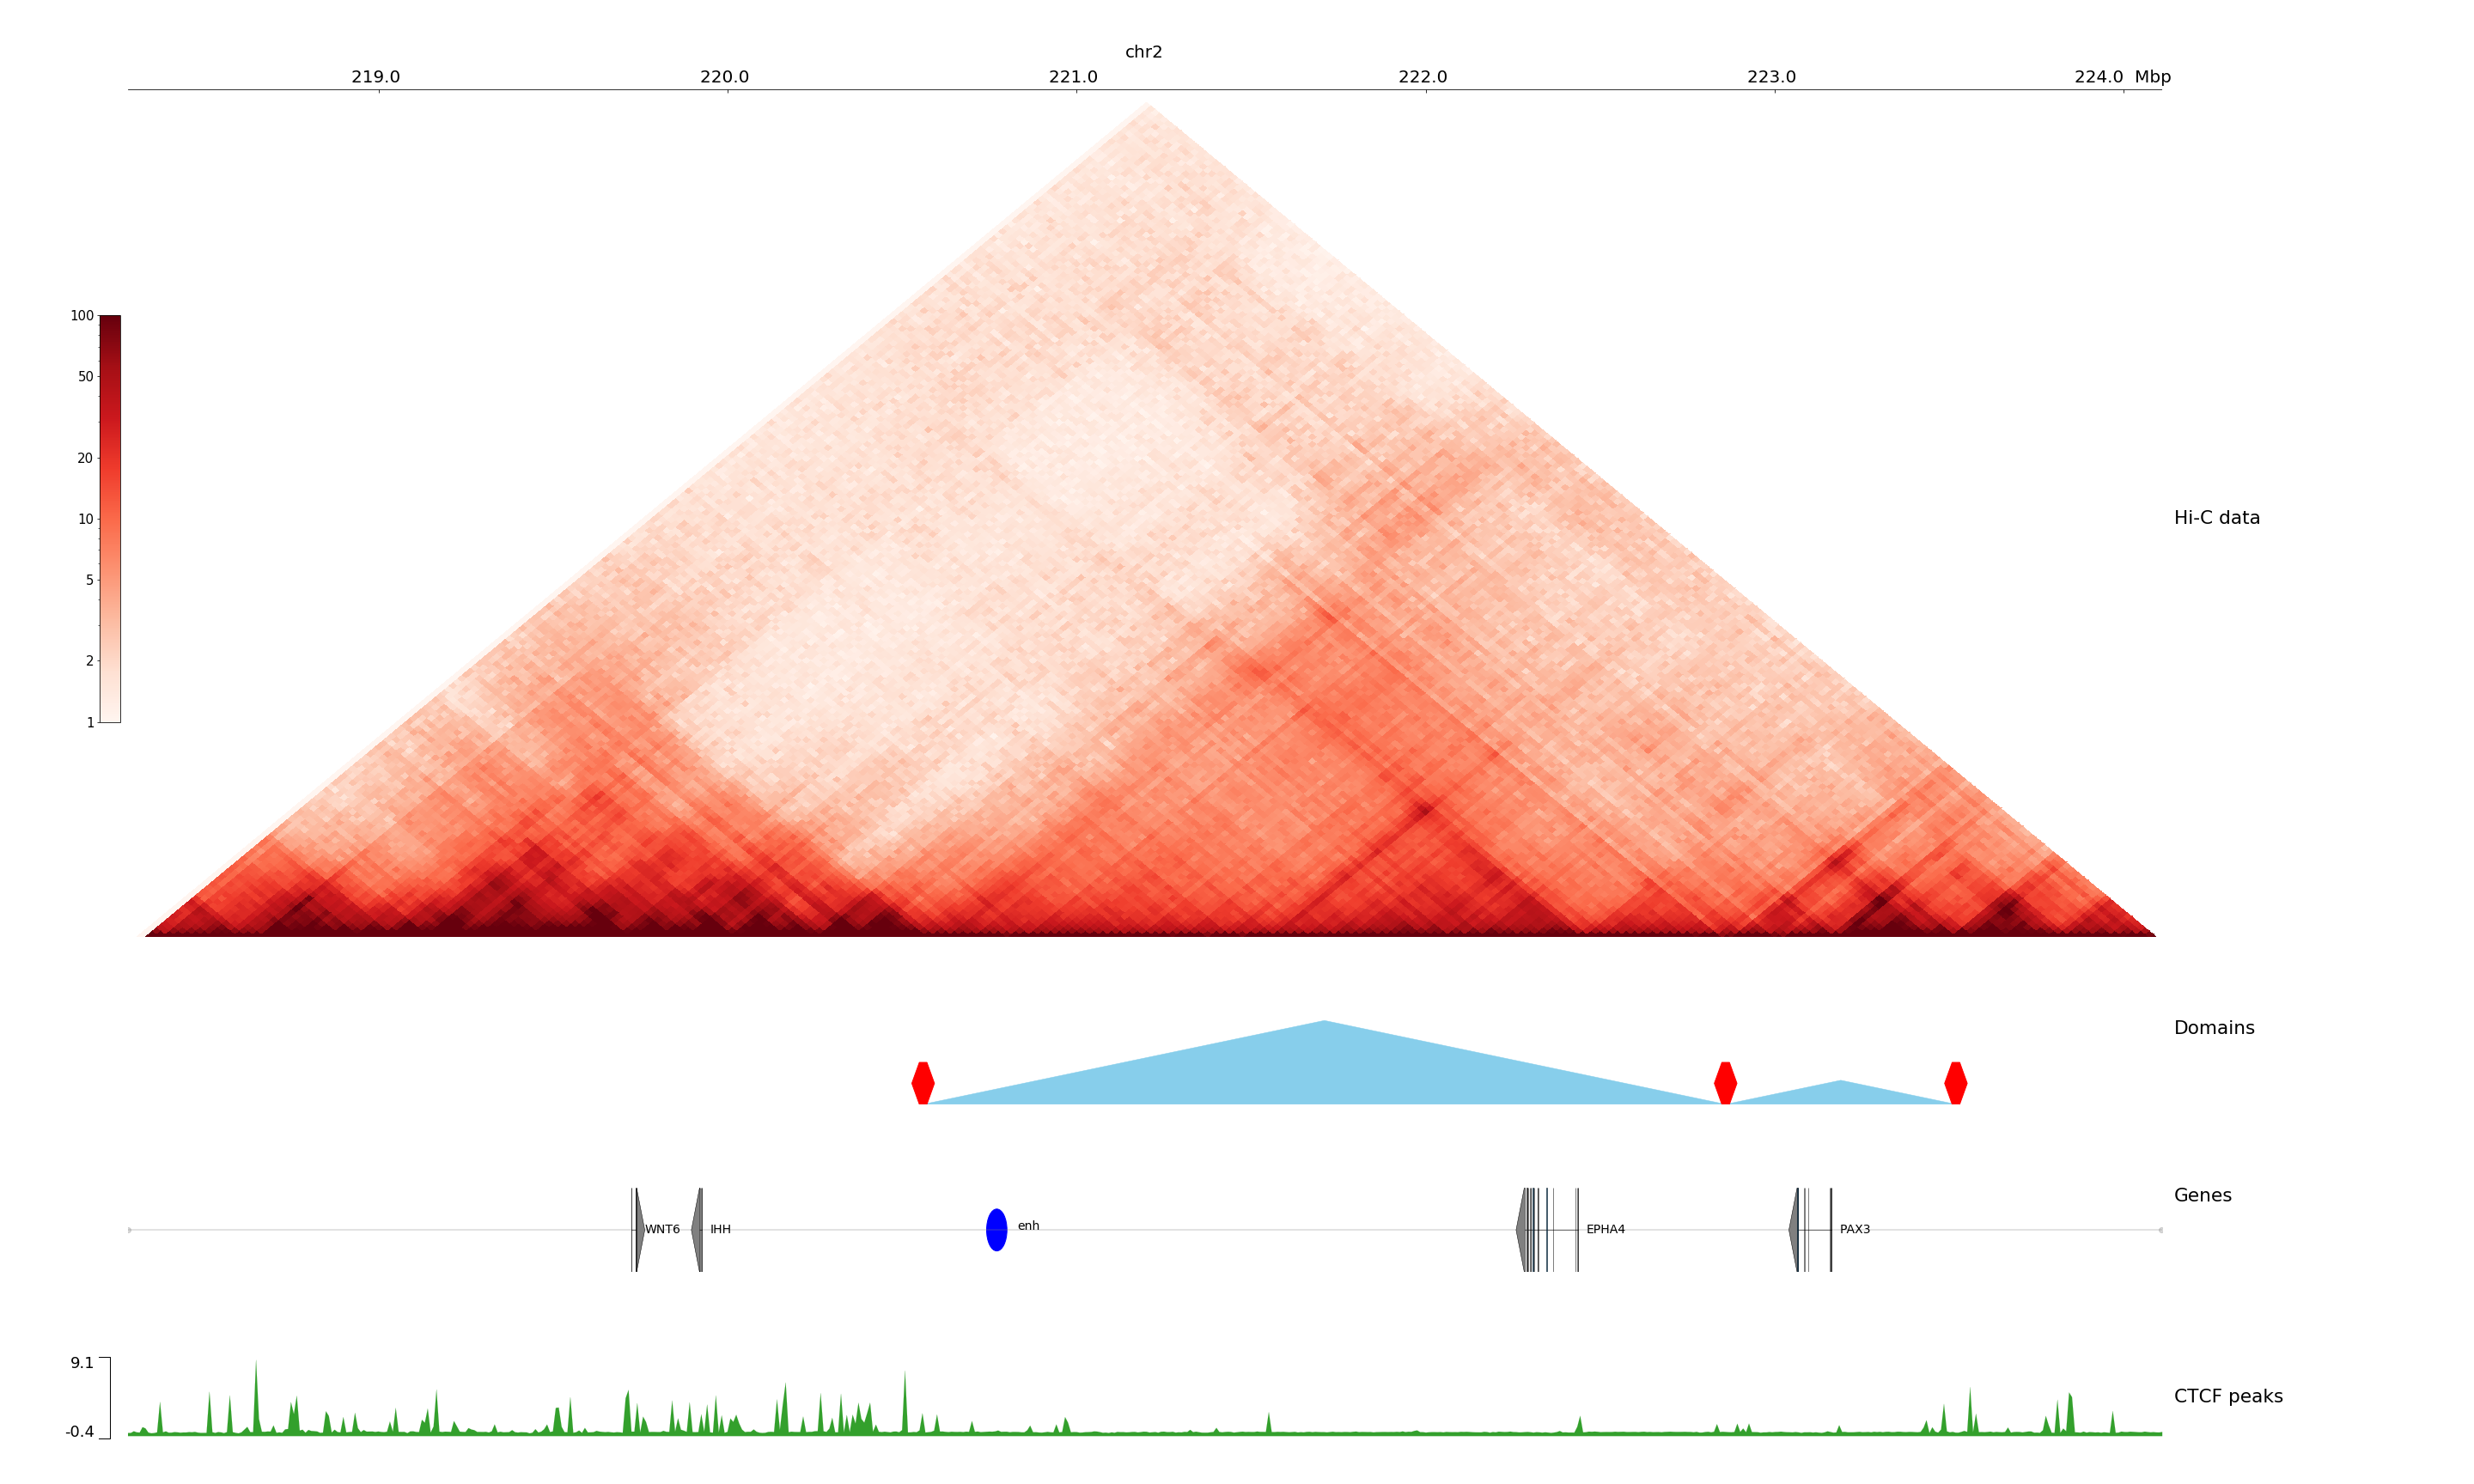 chr2
219.0 220.0 221.0 222.0 223.0 224.0 Mbp
100
50
20
10
5
2
1
Hi-C data
Domains
Genes
WNT6 IHH enh EPHA4 PAX3
9.1
-0.4
CTCF peaks